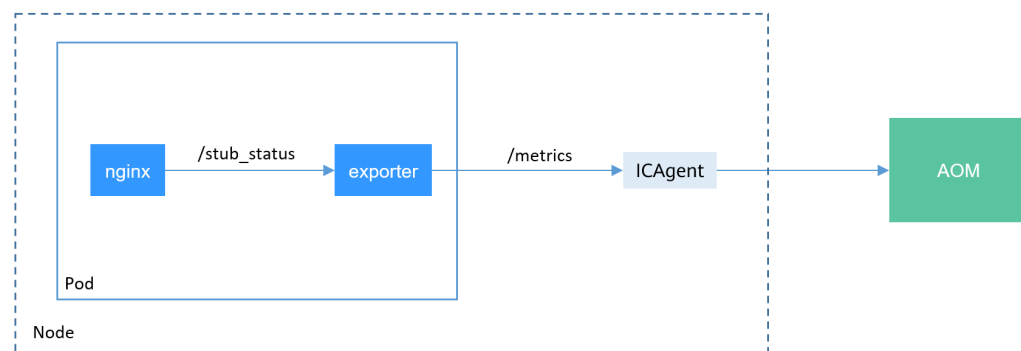 nginx
/stub_status
exporter
/metrics
ICAgent
AOM
Pod
Node